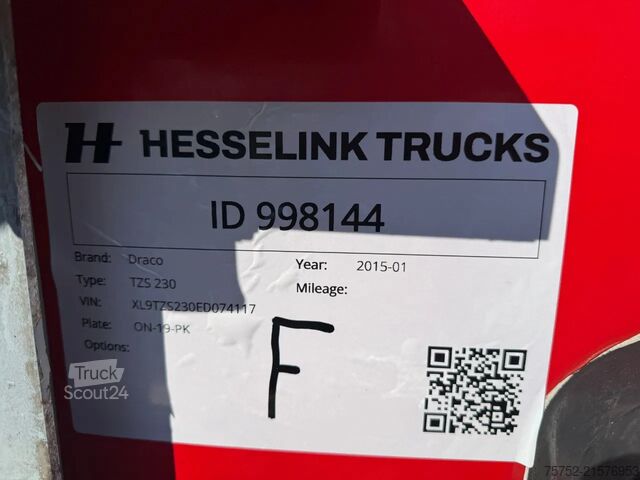 H HESSELINK TRUCKS
ID 998144
Brand: Draco
Year: 2015-01
Type: TZS 230
Mileage:
VIN: XL9TZS230ED074117
Plate: ON-19-PK
Options:
F
Truck
Scout24
75752-21576953